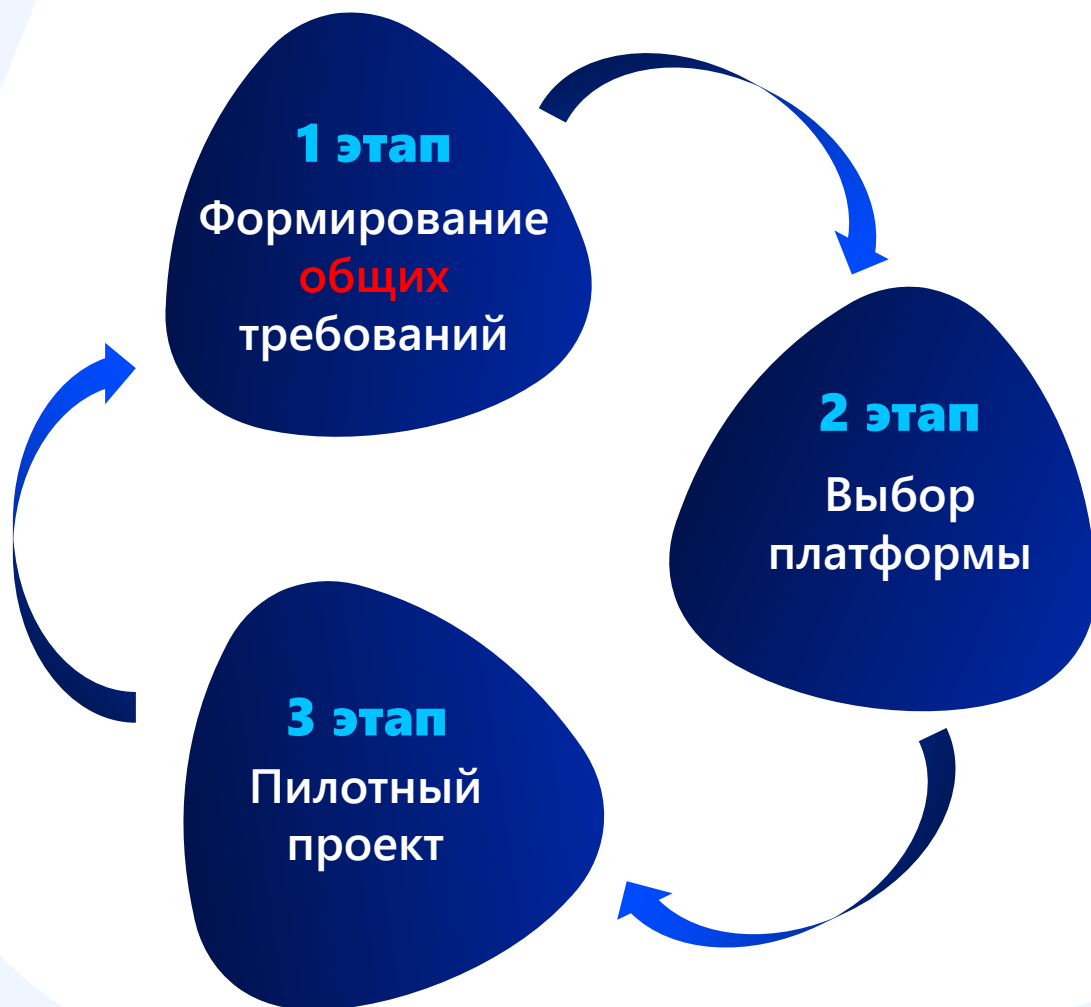 1 этап
Формирование
общих
требований
2 этап
Выбор
платформы
3 этап
Пилотный
проект